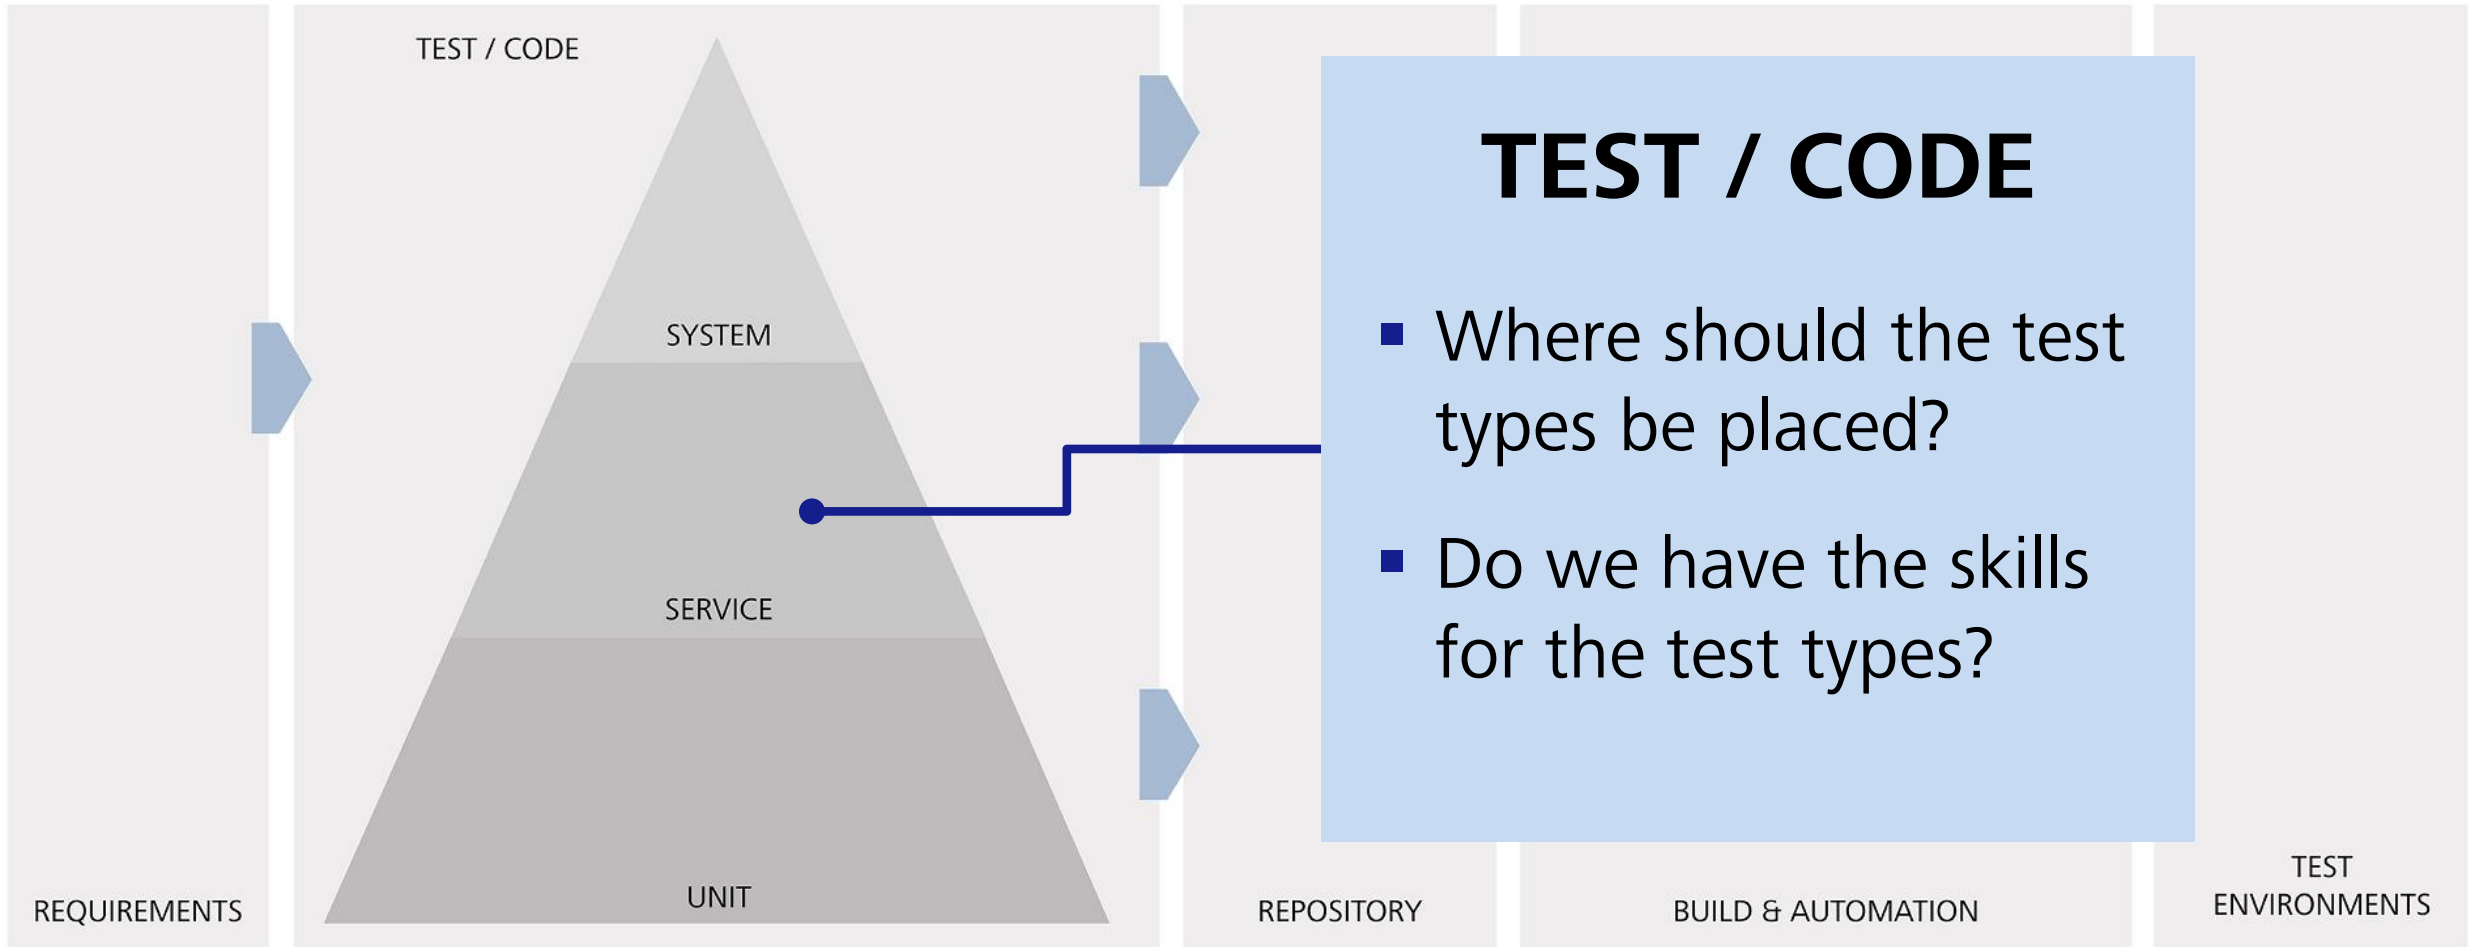 TEST / CODE
SYSTEM
SERVICE
UNIT
REQUIREMENTS
TEST / CODE
Where should the test
types be placed?
Do we have the skills
for the test types?
REPOSITORY
BUILD & AUTOMATION
TEST
ENVIRONMENTS